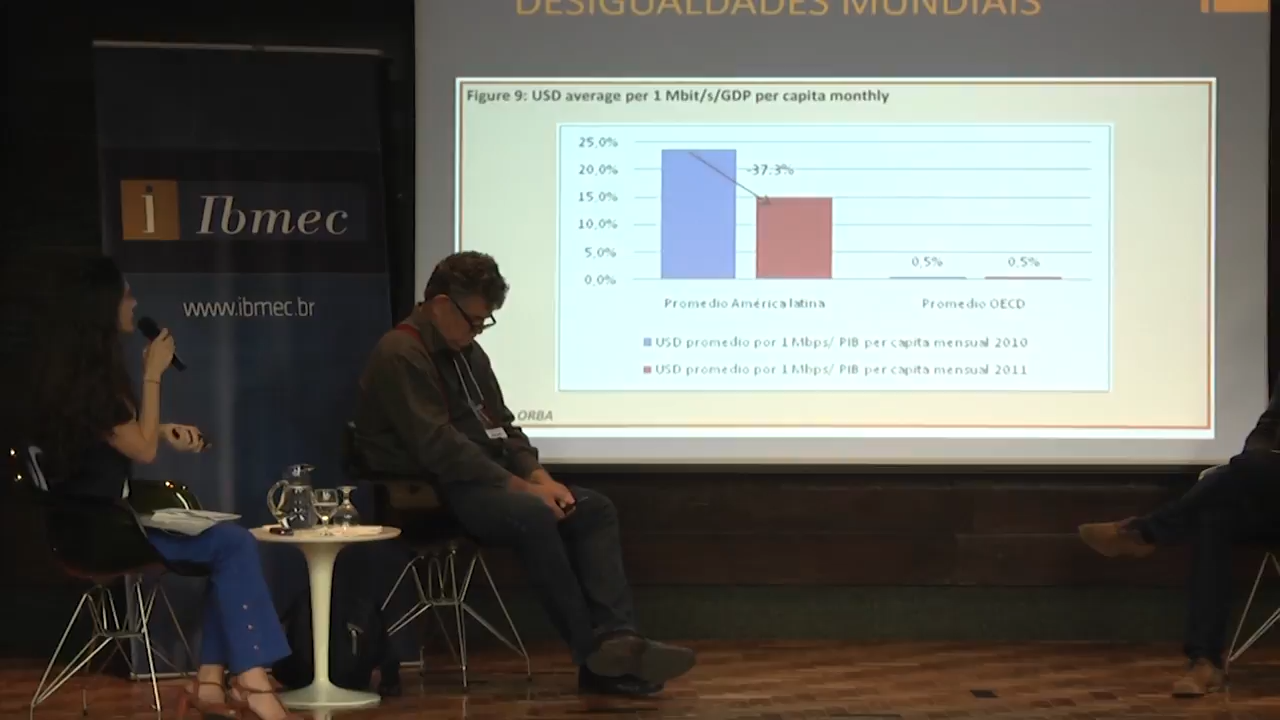 DESIGUALDADES MUNDIAIS
Figure 9: USD average per 1 Mbit/s/GDP per capita monthly
25,0%
20,0%
15,0%
10,0%
5,0%
0,0%
-37.3%
0,5%
0,5%
Promedio América latina
Promedio OECD
USD promedio por 1 Mbps/ PIB per capita mensual 2010
USD promedio por 1 Mbps/ PIB per capita mensual 2011
ORBA
i Ibmec
www.ibmec.br